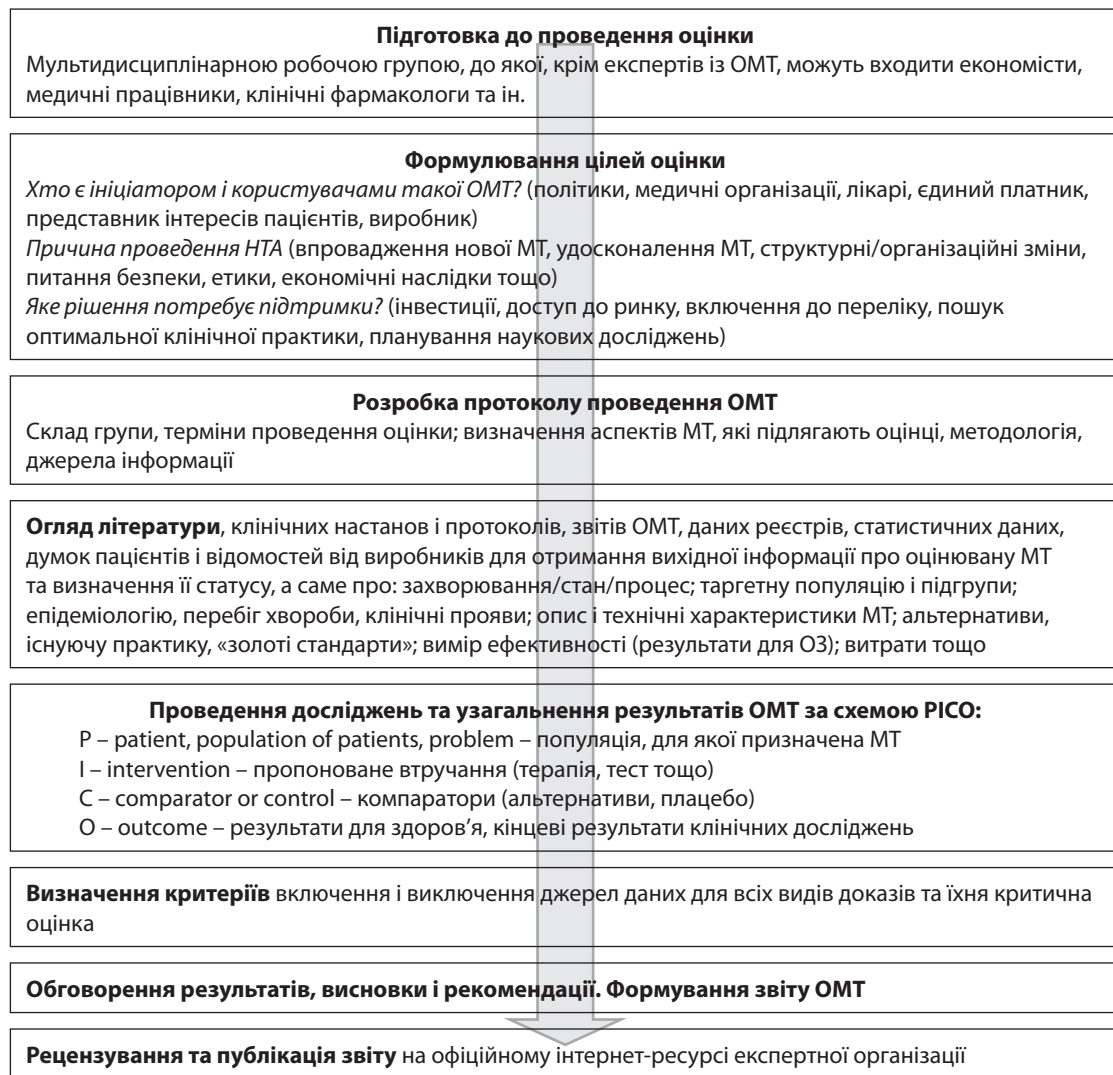 Підготовка до проведення оцінки
Мультидисциплінарною робочою групою, до якої, крім експертів із ОМТ, можуть входити економісти,
медичні працівники, клінічні фармакологи та ін.
Формулювання цілей оцінки
Хто є ініціатором і користувачами такої ОМТ? (політики, медичні організації, лікарі, єдиний платник,
представник інтересів пацієнтів, виробник)
Причина проведення НТА (впровадження нової МТ, удосконалення МТ, структурні/організаційні зміни,
питання безпеки, етики, економічні наслідки тощо)
Яке рішення потребує підтримки? (інвестиції, доступ до ринку, включення до переліку, пошук
оптимальної клінічної практики, планування наукових досліджень)
Розробка протоколу проведення ОМТ
Склад групи, терміни проведення оцінки; визначення аспектів МТ, які підлягають оцінці, методологія,
джерела інформації
Огляд літератури, клінічних настанов і протоколів, звітів ОМТ, даних реєстрів, статистичних даних,
думок пацієнтів і відомостей від виробників для отримання вихідної інформації про оцінювану МТ
та визначення її статусу, а саме про: захворювання/стан/процес; таргетну популяцію і підгрупи;
епідеміологію, перебіг хвороби, клінічні прояви; опис і технічні характеристики МТ; альтернативи,
існуючу практику, «золоті стандарти»; вимір ефективності (результати для ОЗ); витрати тощо
Проведення досліджень та узагальнення результатів ОМТ за схемою PICO:
P – patient, population of patients, problem – популяція, для якої призначена МТ
I – intervention – пропоноване втручання (терапія, тест тощо)
C – comparator or control – компаратори (альтернативи, плацебо)
O – outcome – результати для здоров’я, кінцеві результати клінічних досліджень
Визначення критеріїв включення і виключення джерел даних для всіх видів доказів та їхня критична
оцінка
Обговорення результатів, висновки і рекомендації. Формування звіту ОМТ
Рецензування та публікація звіту на офіційному інтернет-ресурсі експертної організації